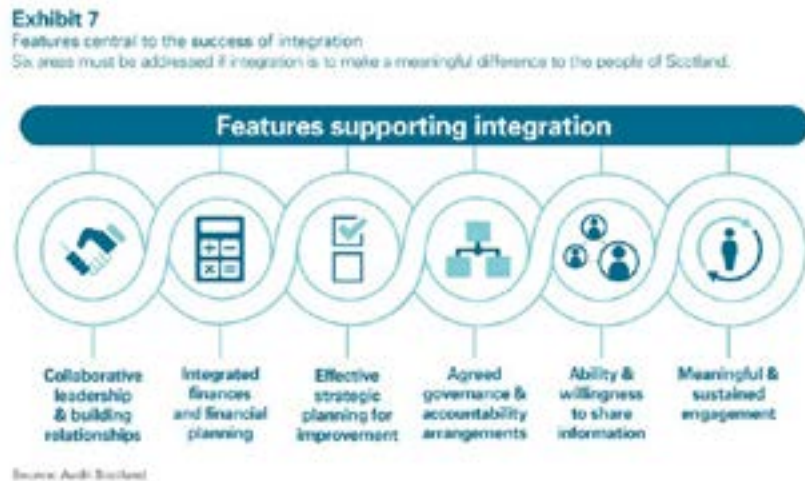 Exhibit 7
Features central to the success of integration
Six areas must be addressed if integration is to make a meaningful difference to the people of Scotland.
Features supporting integration
Collaborative
leadership
& building
relationships
Integrated
finances
and financial
planning
Effective
strategic
planning for
improvement
Agreed
governance &
accountability
arrangements
Ability &
willingness
to share
information
Meaningful &
sustained
engagement
Source: Audit Scotland